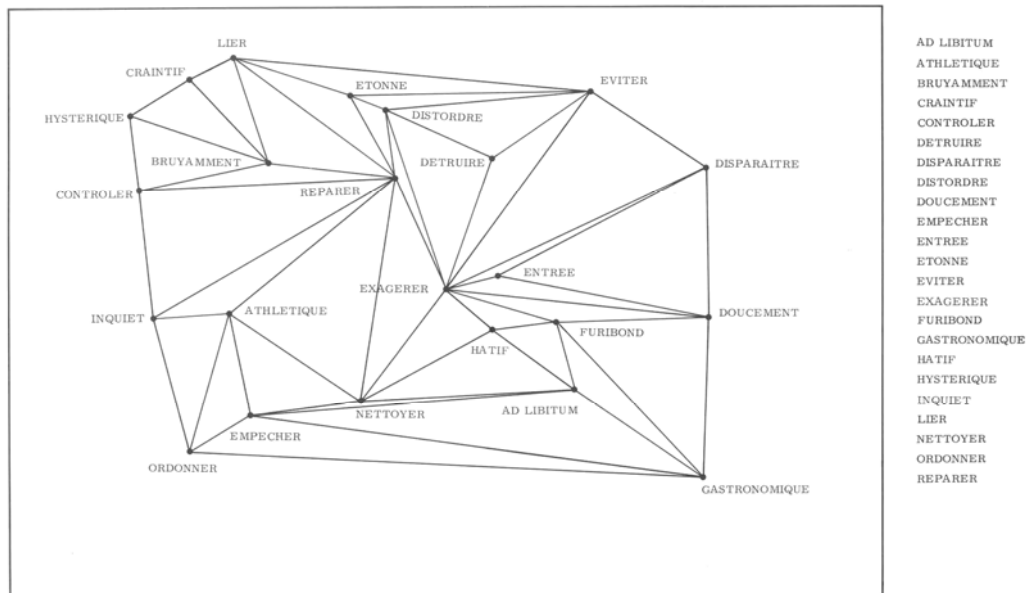 LIER
CRAINTIF
ETONNE
EVITER
HYSTERIQUE
DISTORDRE
BRUYAMMENT
DETRUIRE
DISPARAITRE
CONTROLER
REPARER
ENTREE
EXAGERER
ATHLETIQUE
INQUIET
DOUCEMENT
FURIBOND
HATIF
NETTOYER
AD LIBITUM
EMPECHER
ORDONNER
GASTRONOMIQUE
AD LIBITUM
ATHLETIQUE
BRUYAMMENT
CRAINTIF
CONTROLER
DETRUIRE
DISPARAITRE
DISTORDRE
DOUCEMENT
EMPECHER
ENTREE
ETONNE
EVITER
EXAGERER
FURIBOND
GASTRONOMIQUE
HATIF
HYSTERIQUE
INQUIET
LIER
NETTOYER
ORDONNER
REPARER